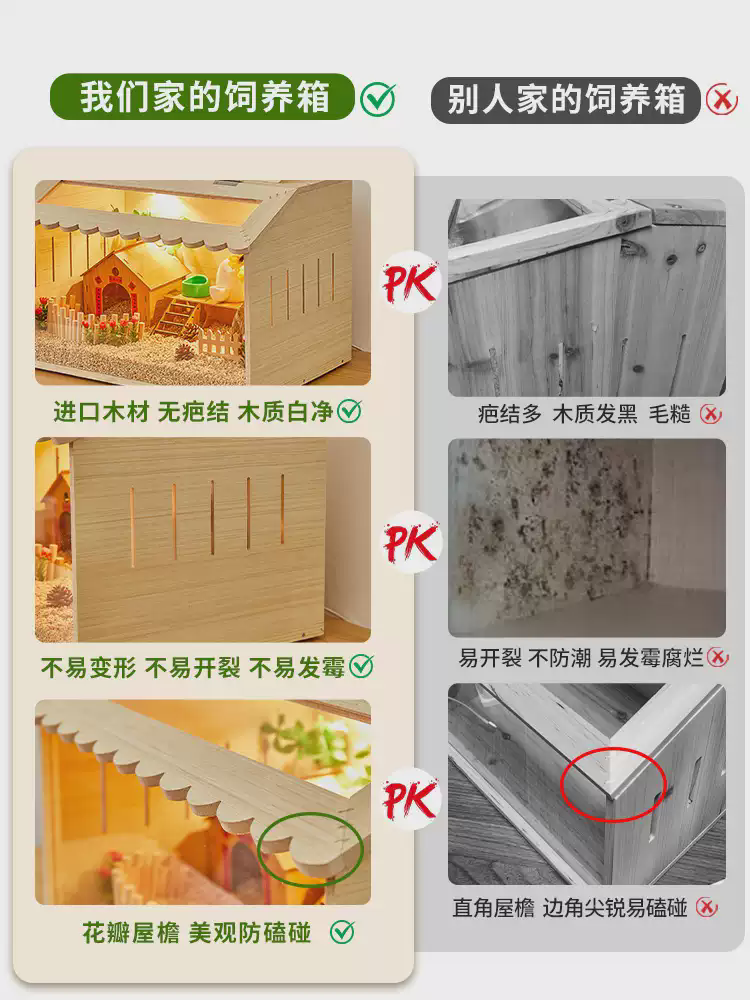 我们家的饲养箱
别人家的饲养箱
PK
进口木材 无疤结 木质白净
疤结多 木质发黑 毛糙
PK
不易变形 不易开裂 不易发霉
易开裂 不防潮 易发霉腐烂
PK
花瓣屋檐 美观防磕碰
直角屋檐 边角尖锐易磕碰